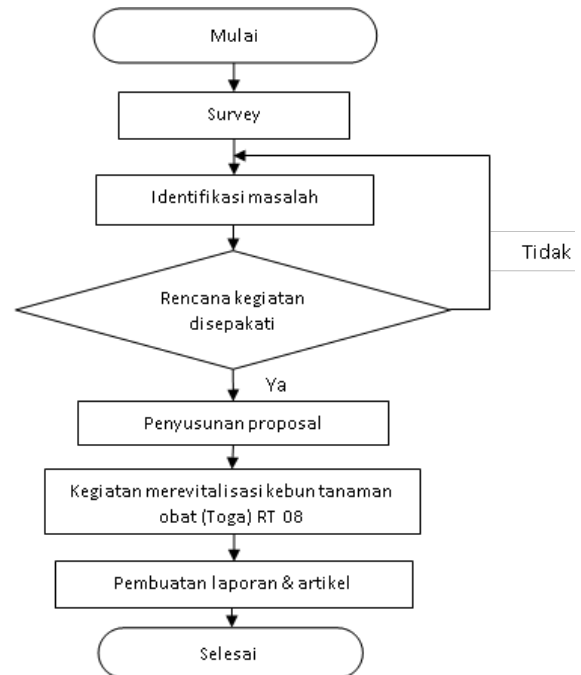 Mulai
Survey
Identifikasi masalah
Tidak
Rencana kegiatan
disepakati
Ya
Penyusunan proposal
Kegiatan merevitalisasi kebun tanaman
obat (Toga) RT 08
Pembuatan laporan & artikel
Selesai